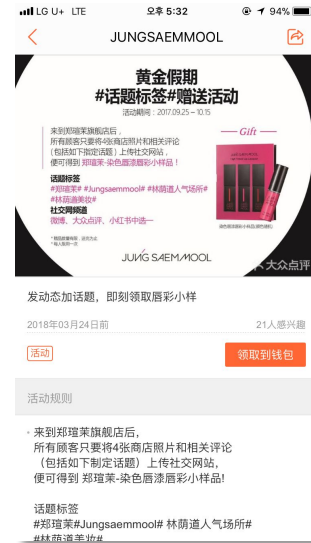 LG U+ LTE 오후 5:32 94%
JUNGSAEMMOOL
黄金假期
#话题标签#赠送活动
活动期间：2017.09.25 – 10.15
来到郑瑄茉旗舰店后，
所有顾客只要将4张商店照片和相关评论
（包括如下指定话题）上传社交网站，
便可得到 郑瑄茉-染色唇漆唇彩小样品！
话题标签
#郑瑄茉# #Jungsaemmool# #林荫道人气场所#
#林荫道美妆#
社交网频道
微博、大众点评、小红书中选一
Gift
JUNG SAEM MOOL
大众点评
发动态加话题，即刻领取唇彩小样
2018年03月24日前
21人感兴趣
活动
领取到钱包
活动规则
· 来到郑瑄茉旗舰店后，
所有顾客只要将4张商店照片和相关评论
（包括如下制定话题）上传社交网站，
便可得到 郑瑄茉-染色唇漆唇彩小样品!
话题标签
#郑瑄茉#Jungsaemmool# 林荫道人气场所#
#林荫道美妆#